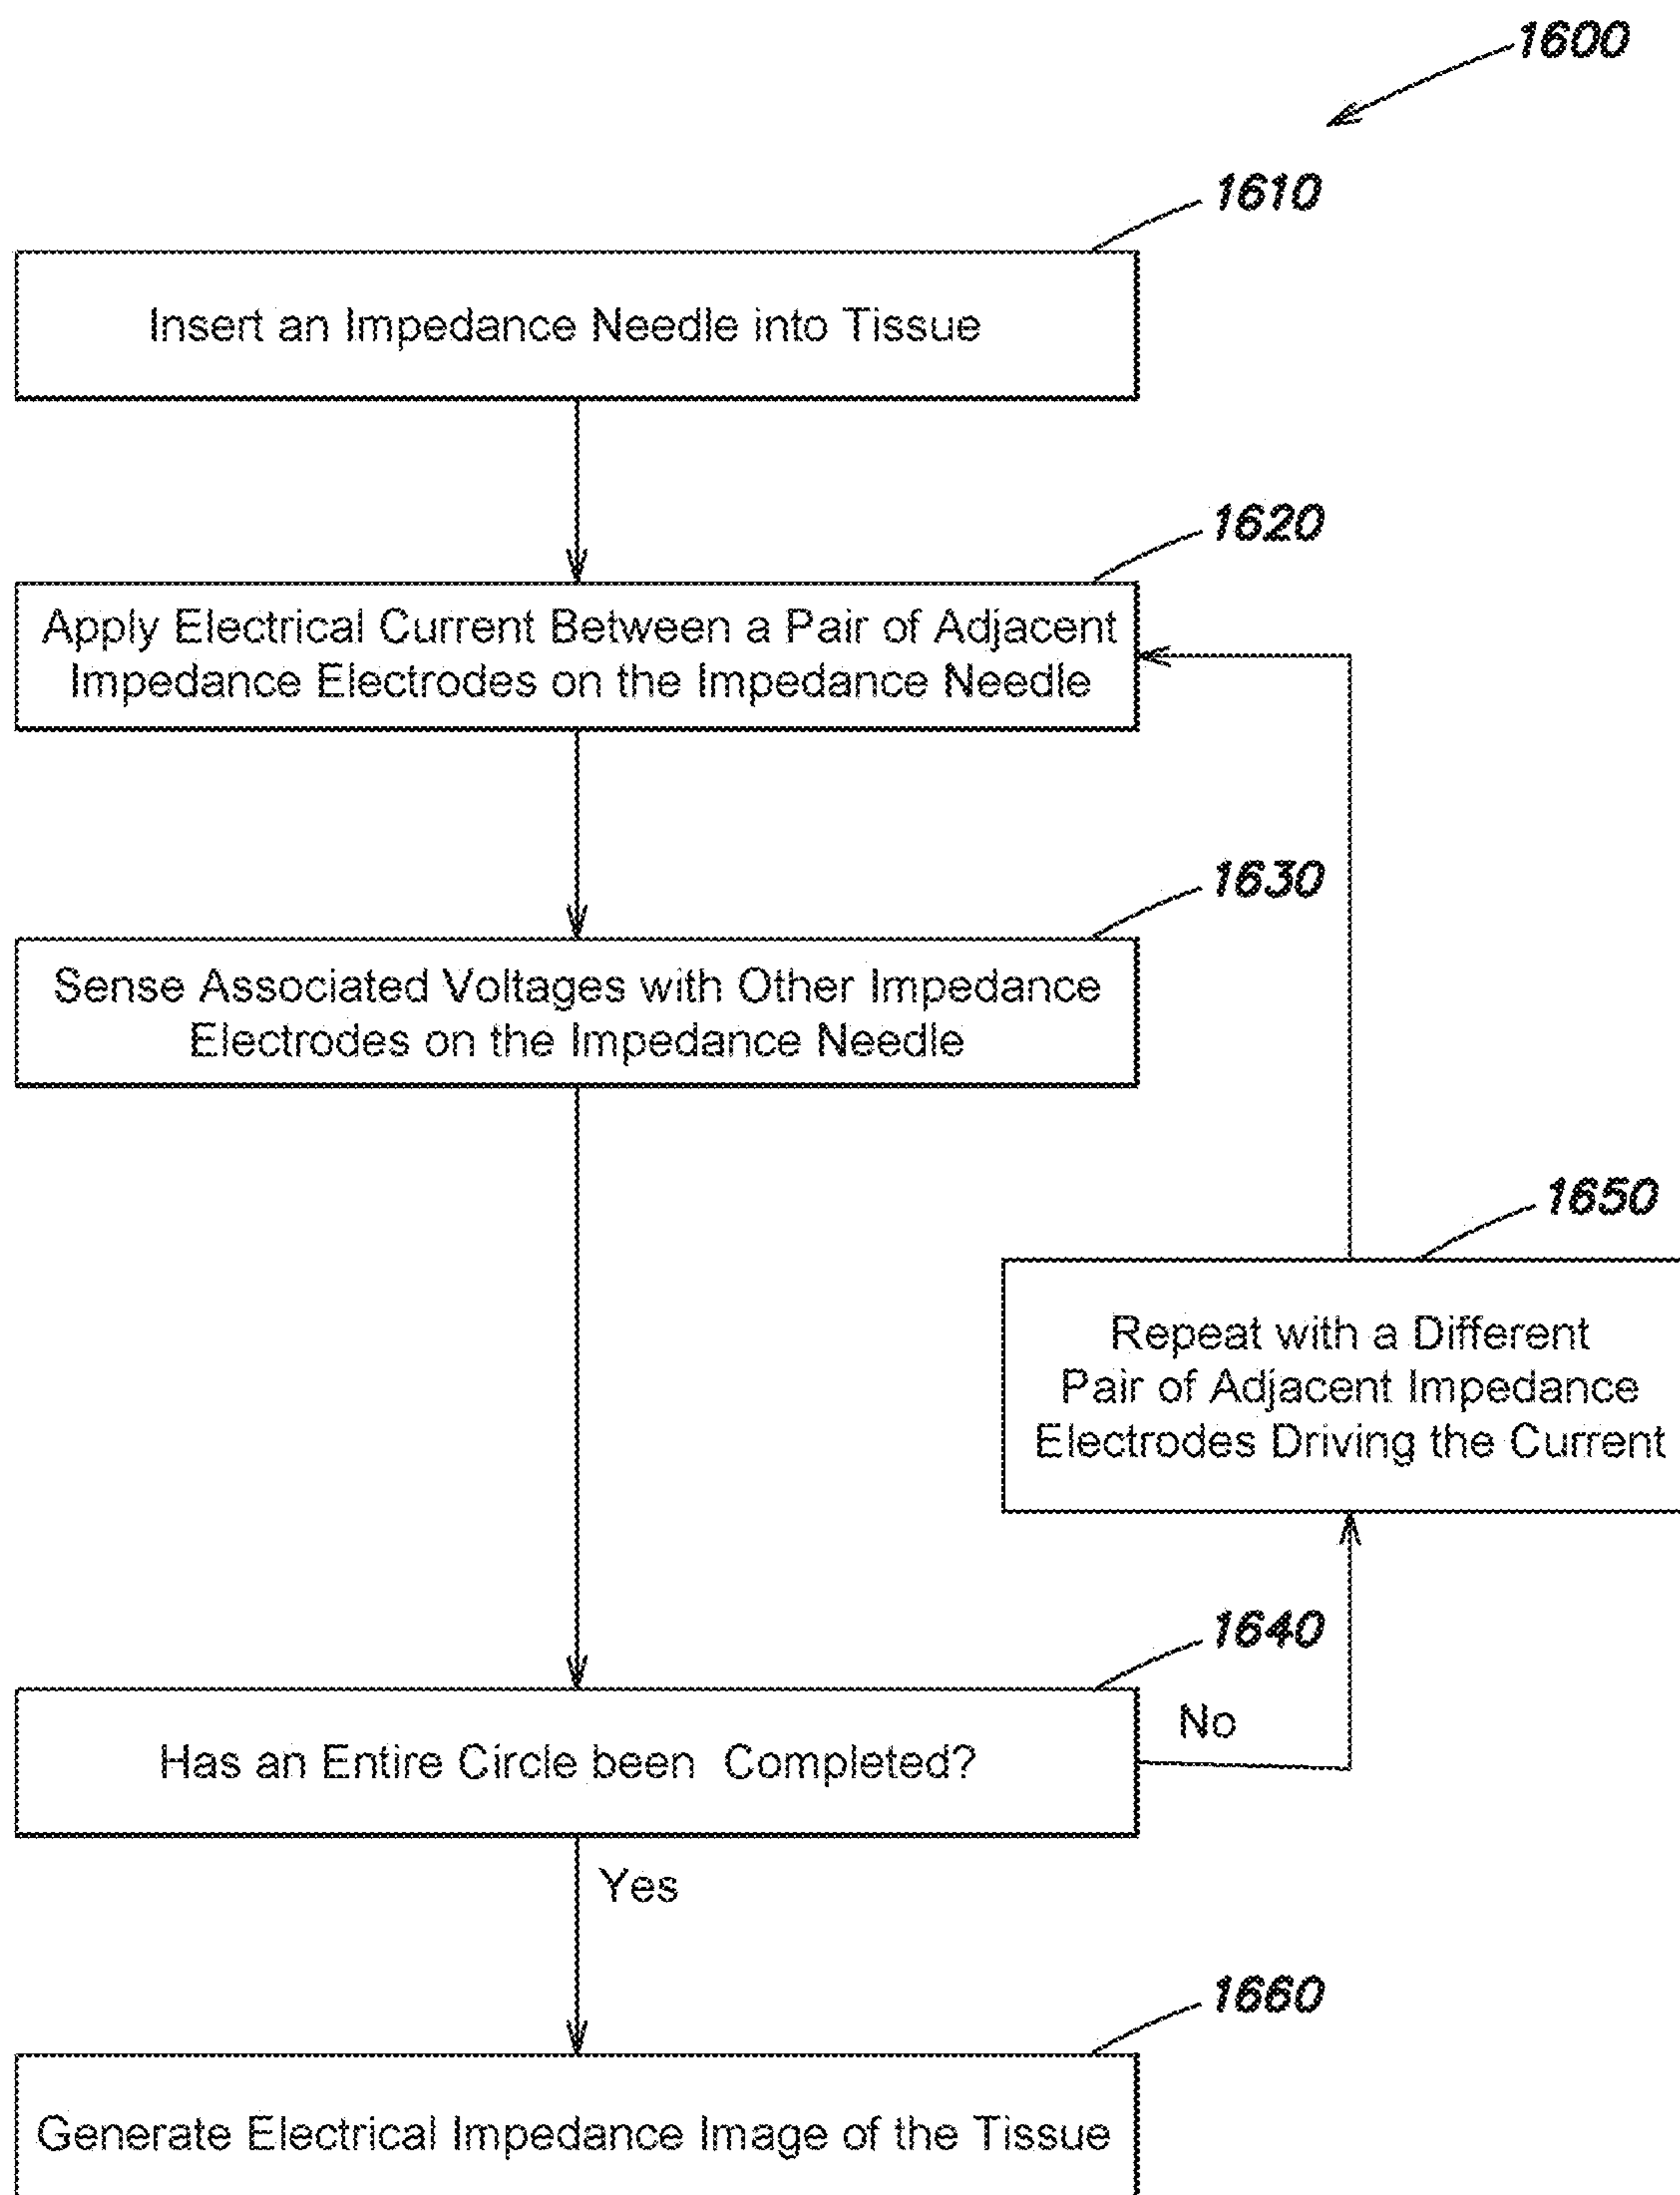 1600
1610
Insert an Impedance Needle into Tissue
1620
Apply Electrical Current Between a Pair of Adjacent
Impedance Electrodes on the Impedance Needle
1630
Sense Associated Voltages with Other Impedance
Electrodes on the Impedance Needle
1650
Repeat with a Different
Pair of Adjacent Impedance
Electrodes Driving the Current
1640
Has an Entire Circle been Completed?
No
Yes
1660
Generate Electrical Impedance Image of the Tissue